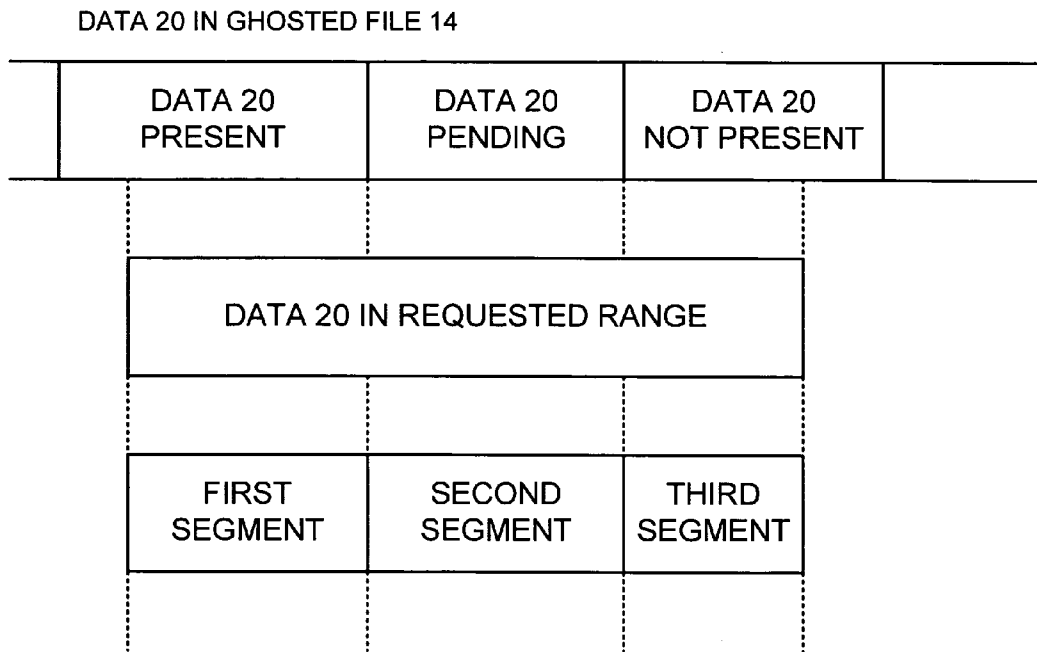 DATA 20 IN GHOSTED FILE 14
DATA 20
PRESENT
DATA 20
PENDING
DATA 20
NOT PRESENT
DATA 20 IN REQUESTED RANGE
FIRST
SEGMENT
SECOND
SEGMENT
THIRD
SEGMENT